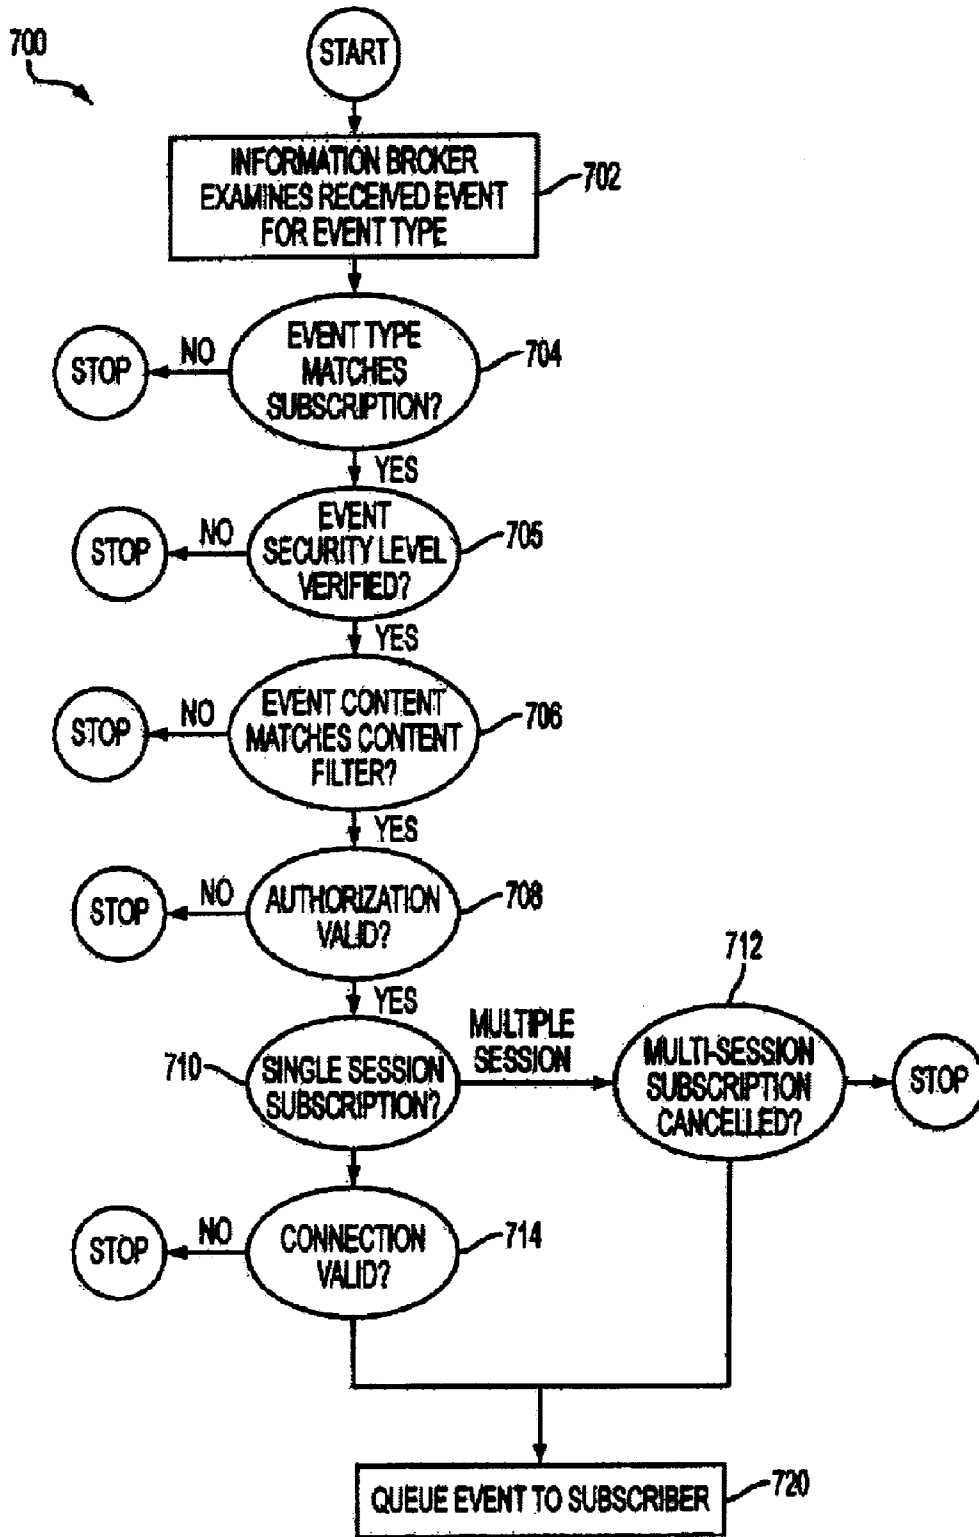 700
START
INFORMATION BROKER
EXAMINES RECEIVED EVENT
FOR EVENT TYPE
702
EVENT TYPE
MATCHES
SUBSCRIPTION?
704
NO
STOP
YES
EVENT
SECURITY LEVEL
VERIFIED?
705
NO
STOP
YES
EVENT CONTENT
MATCHES CONTENT
FILTER?
706
NO
STOP
YES
AUTHORIZATION
VALID?
708
NO
STOP
YES
710
SINGLE SESSION
SUBSCRIPTION?
MULTIPLE
SESSION
712
MULTI-SESSION
SUBSCRIPTION
CANCELLED?
STOP
CONNECTION
VALID?
714
NO
STOP
QUEUE EVENT TO SUBSCRIBER
720